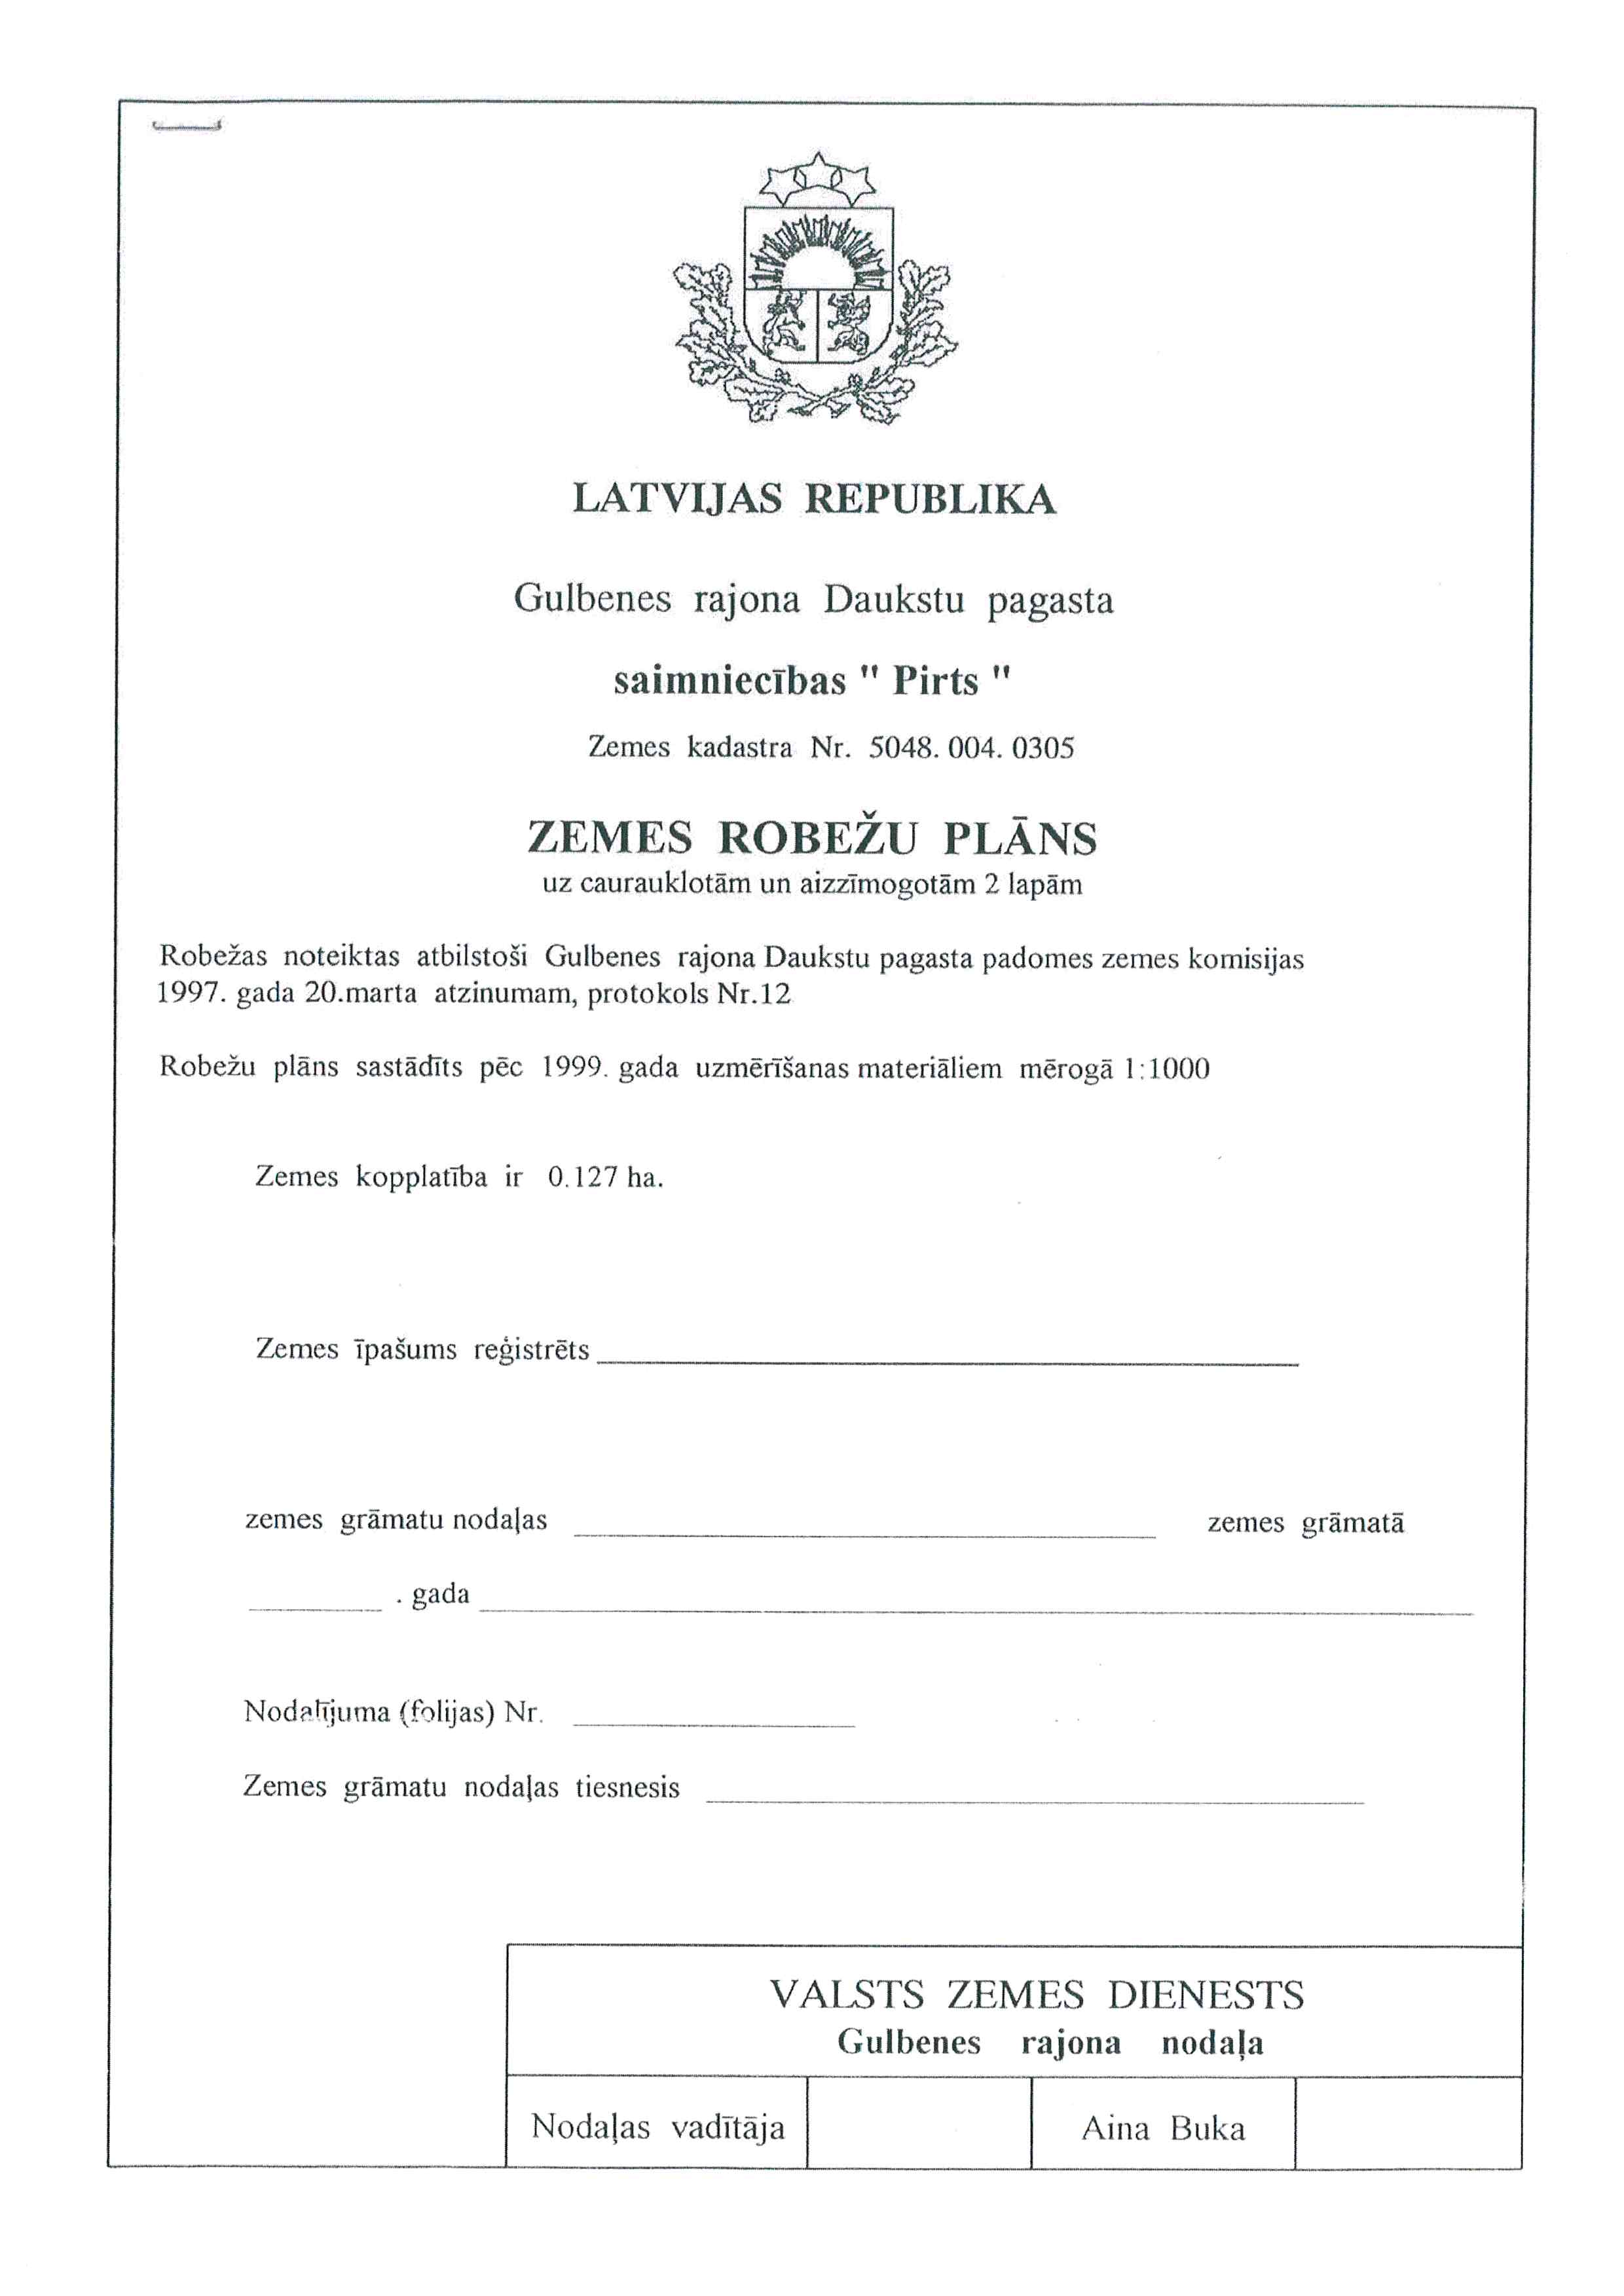 LATVIJAS REPUBLIKA
Gulbenes rajona Daukstu pagasta
saimniecības " Pirts "
Zemes kadastra Nr. 5048. 004. 0305
ZEMES ROBEŽU PLĀNS
uz caurauklotām un aizzīmogotām 2 lapām
Robežas noteiktas atbilstoši Gulbenes rajona Daukstu pagasta padomes zemes komisijas
1997. gada 20.marta atzinumam, protokols Nr.12
Robežu plāns sastādīts pēc 1999. gada uzmērīšanas materiāliem mērogā 1:1000
Zemes kopplatība ir 0.127 ha.
Zemes īpašums reģistrēts
zemes grāmatu nodaļas zemes grāmatā
. gada
Nodalījuma (folijas) Nr.
Zemes grāmatu nodaļas tiesnesis
VALSTS ZEMES DIENESTS
Gulbenes rajona nodaļa
Nodaļas vadītāja Aina Buka